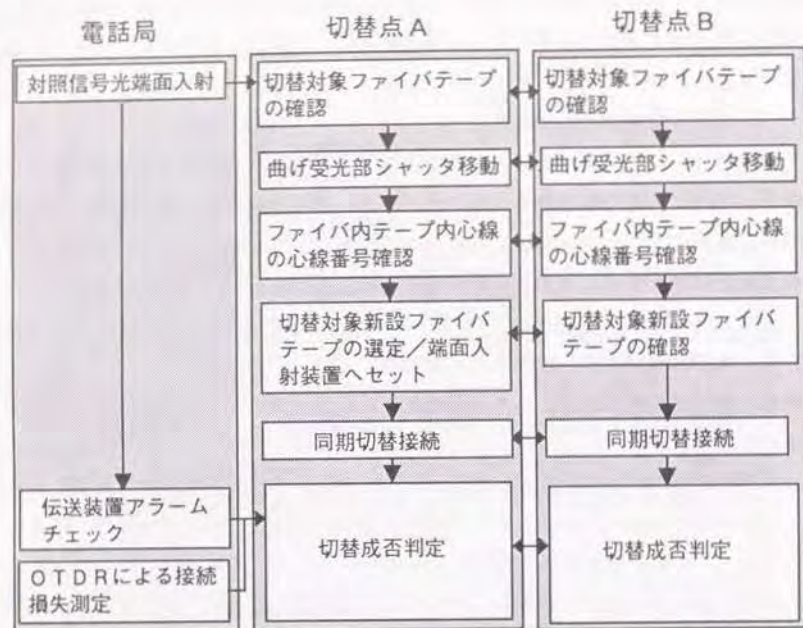 電話局
対照信号光端面入射
伝送装置アラーム
チェック
OTDRによる接続
損失測定
切替点A
切替対象ファイバテープ
の確認
曲げ受光部シャッタ移動
ファイバ内テープ内心線
の心線番号確認
切替対象新設ファイバ
テープの選定／端面入
射装置へセット
同期切替接続
切替成否判定
切替点B
切替対象ファイバテープ
の確認
曲げ受光部シャッタ移動
ファイバ内テープ内心線
の心線番号確認
切替対象新設ファイバ
テープの確認
同期切替接続
切替成否判定